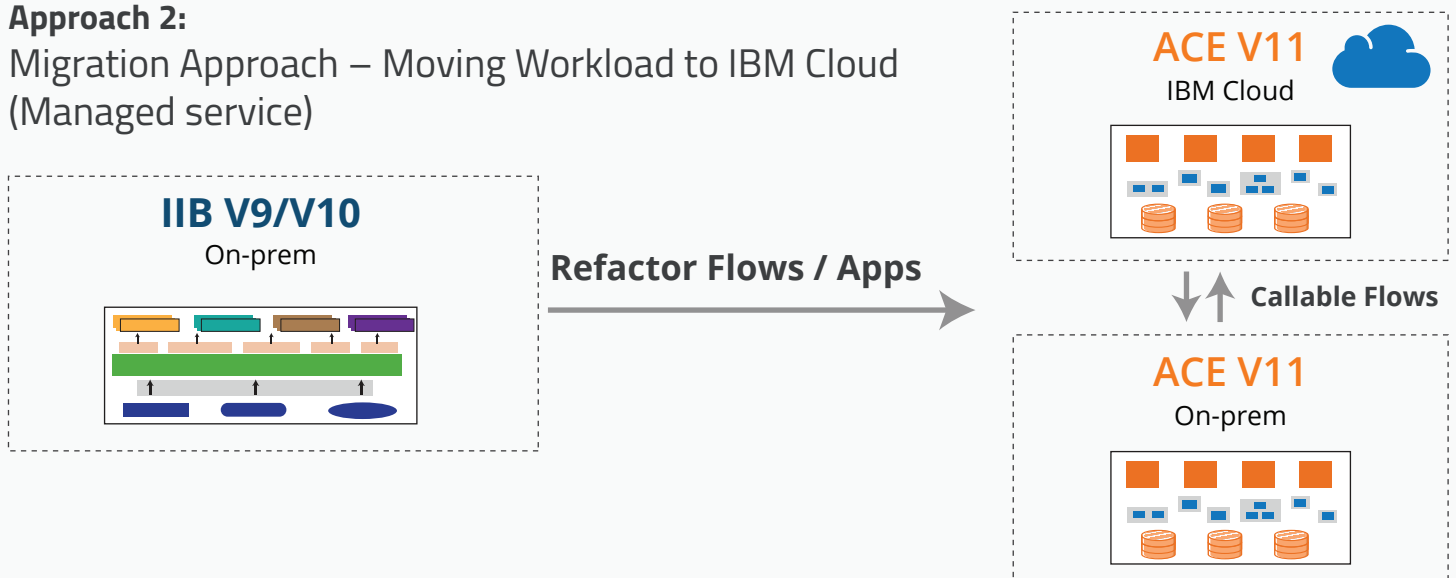 Approach 2:
Migration Approach – Moving Workload to IBM Cloud
(Managed service)
IIB V9/V10
On-prem
Refactor Flows / Apps
ACE V11
IBM Cloud
Callable Flows
ACE V11
On-prem